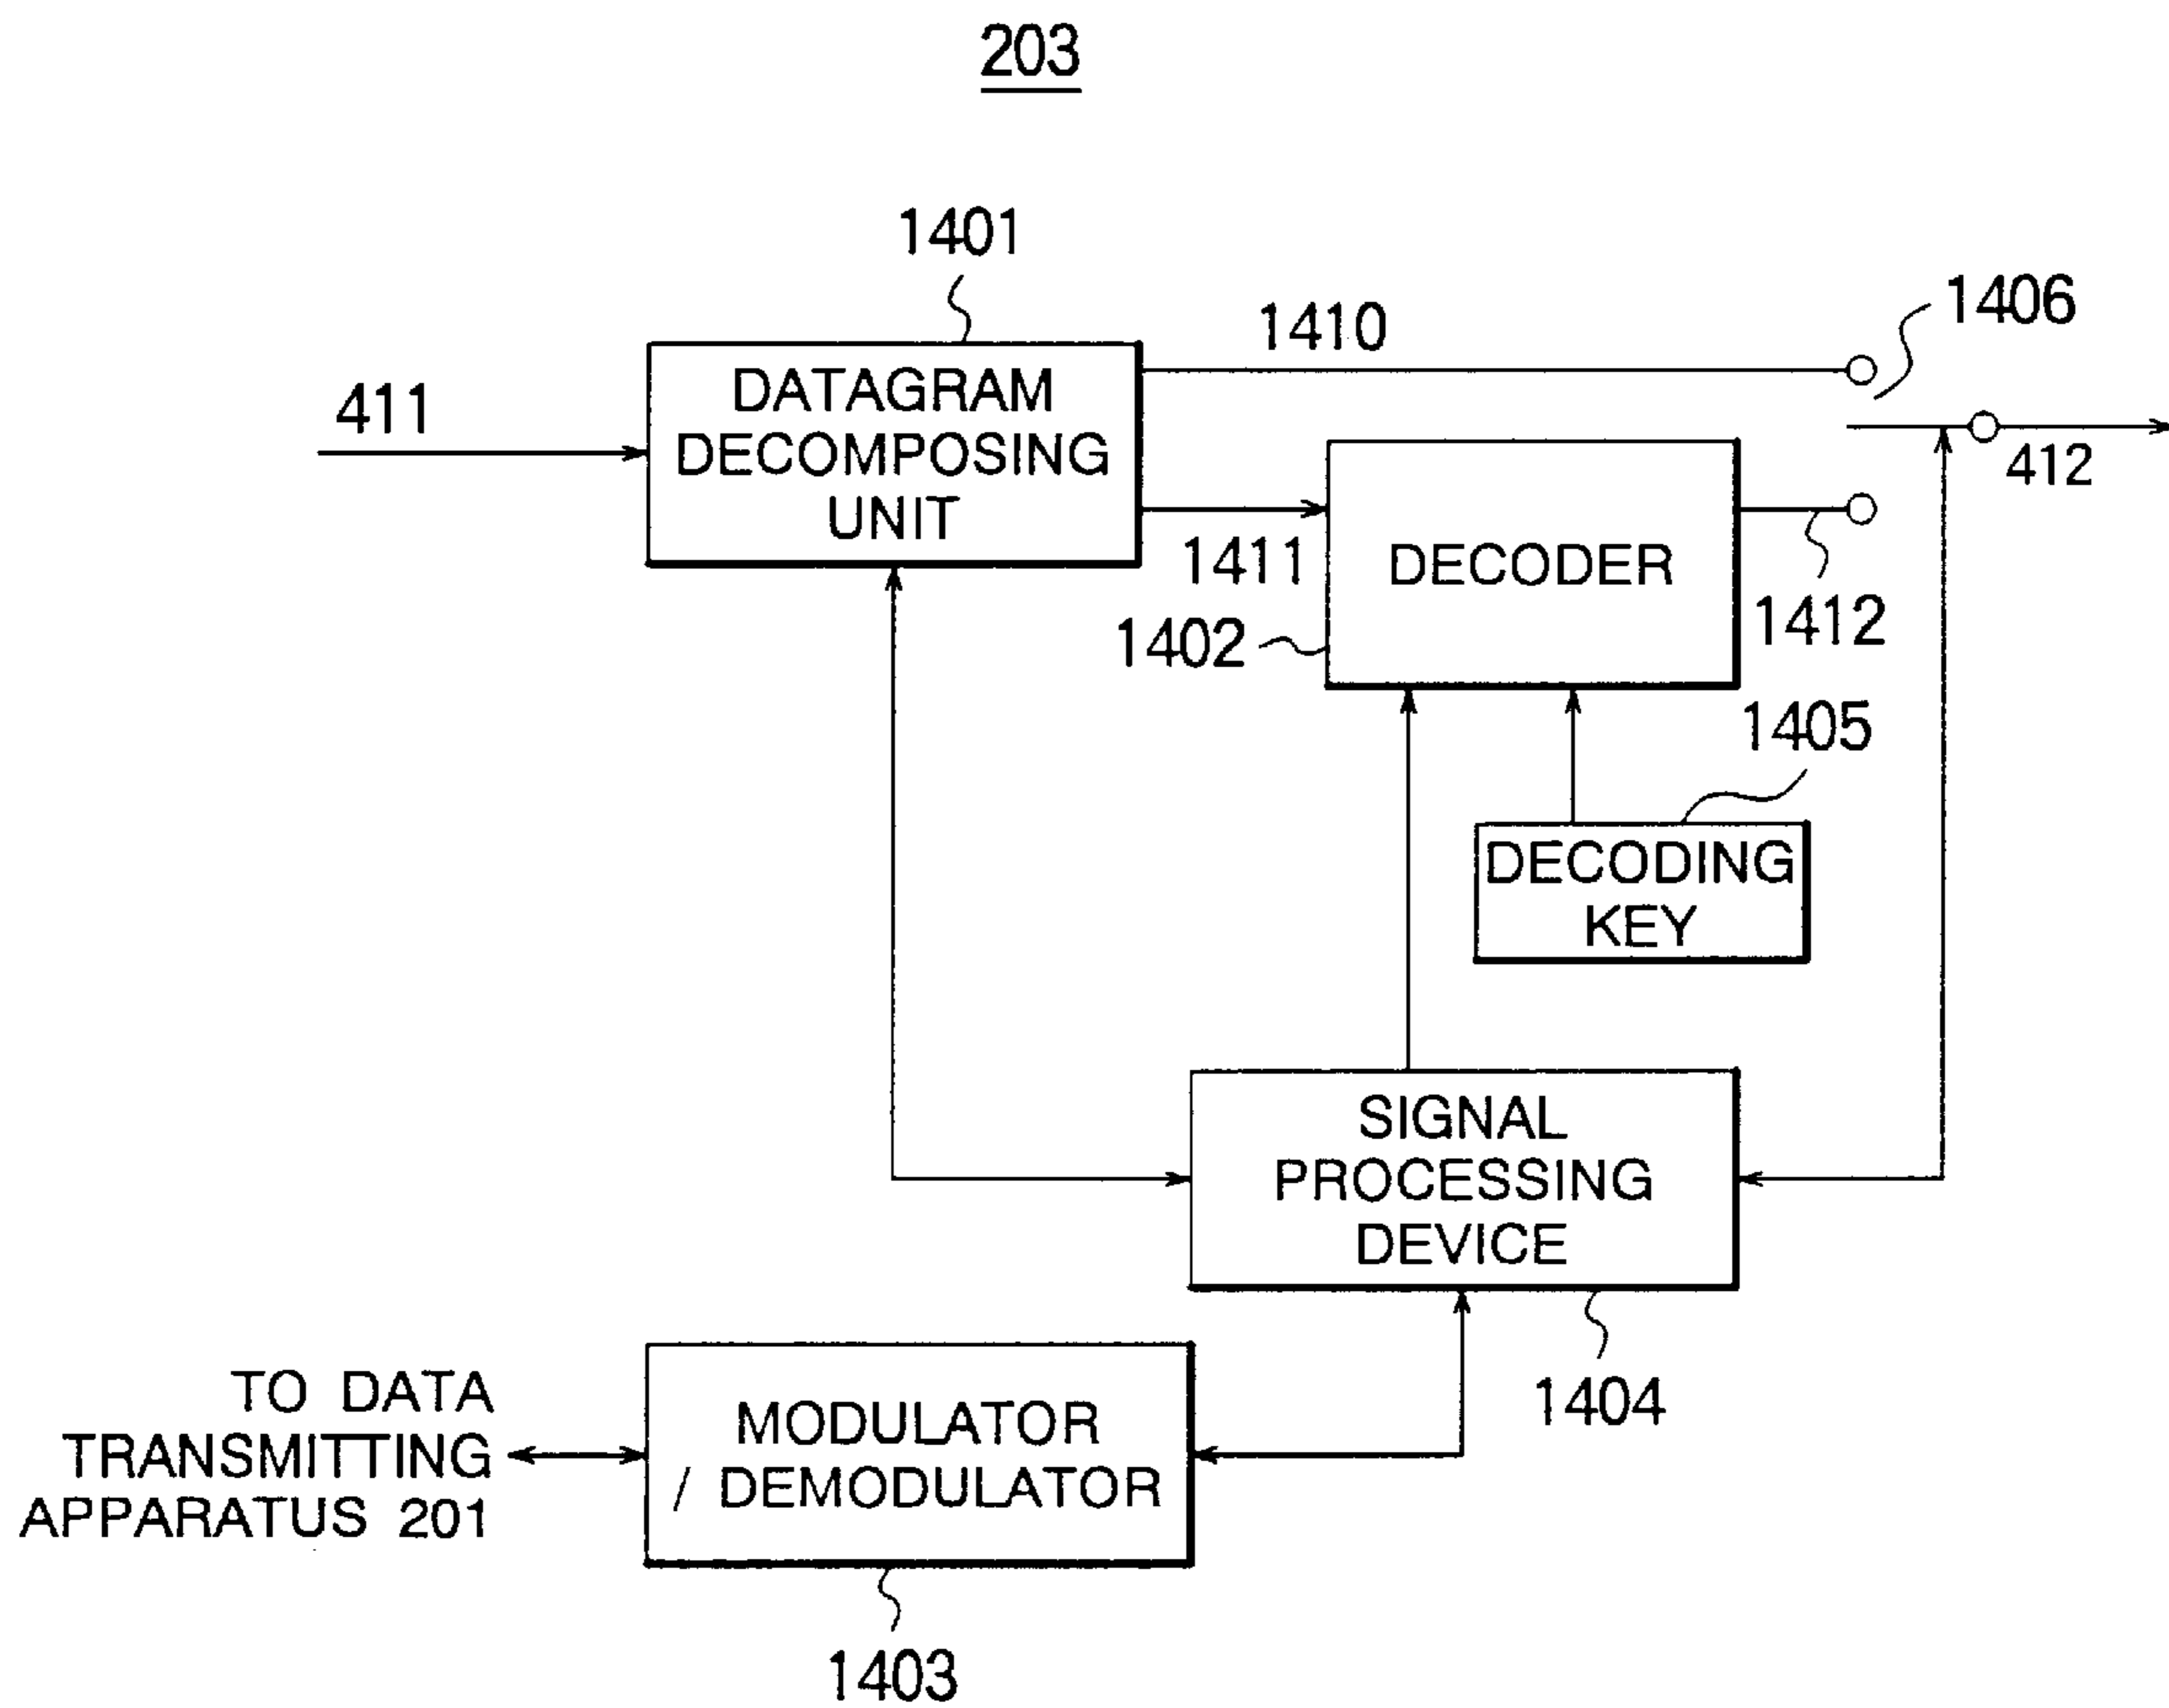 203
1401
1410
1406
411
DATAGRAM
DECOMPOSING
UNIT
412
1411
DECODER
1402
1412
1405
DECODING
KEY
SIGNAL
PROCESSING
DEVICE
1404
TO DATA
TRANSMITTING
APPARATUS 201
MODULATOR
/ DEMODULATOR
1403